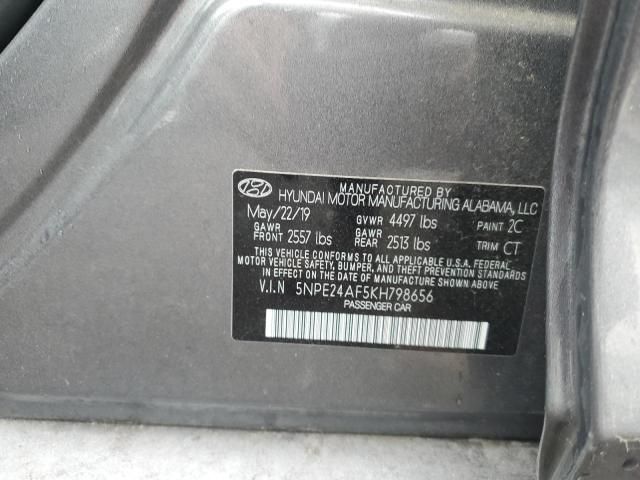 MANUFACTURED BY
HYUNDAI MOTOR MANUFACTURING ALABAMA, LLC
May/22/19 GVWR 4497 lbs PAINT 2C
GAWR FRONT 2557 lbs GAWR REAR 2513 lbs TRIM CT
THIS VEHICLE CONFORMS TO ALL APPLICABLE U.S.A FEDERAL
MOTOR VEHICLE SAFETY, BUMPER, AND THEFT PREVENTION STANDARDS
IN EFFECT ON THE DATE OF MANUFACTURE SHOWN ABOVE.
V.I.N 5NPE24AF5KH798656
PASSENGER CAR